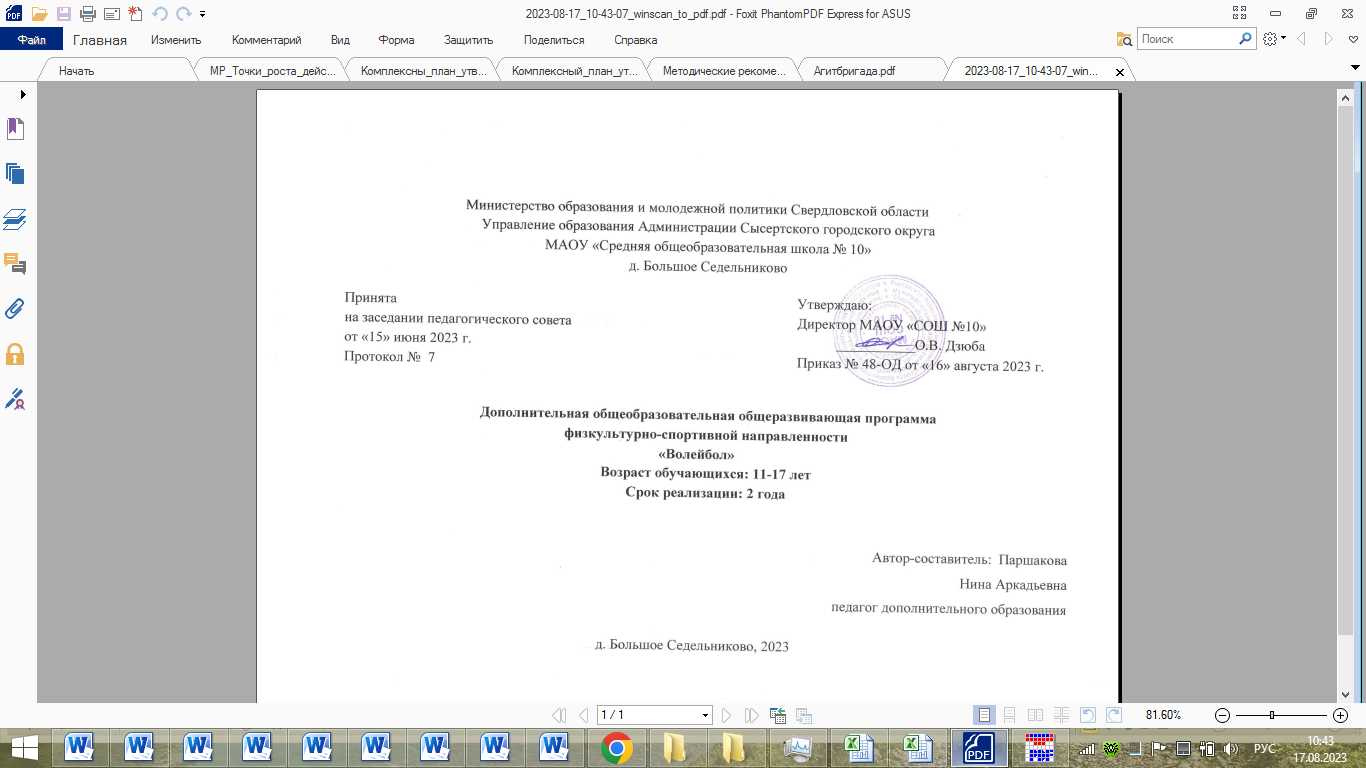 2023-08-17_10-43-07_winscan_to_pdf.pdf - Foxit PhantomPDF Express for ASUS
Файл Главная Изменить Комментарий Вид Форма Защитить Поделиться Справка Поиск
Начать МР_Точки_роста_дейс... Комплексны_план_утв... Комплексный_план_ут... Методические рекоме... Агитбригада.pdf 2023-08-17_10-43-07_win...
Министерство образования и молодежной политики Свердловской области
Управление образования Администрации Сысертского городского округа
МАОУ «Средняя общеобразовательная школа № 10»
д. Большое Седельниково
Принята
на заседании педагогического совета
от «15» июня 2023 г.
Протокол № 7
Утверждаю:
Директор МАОУ «СОШ №10»
О.В. Дзюба
Приказ № 48-ОД от «16» августа 2023 г.
Дополнительная общеобразовательная общеразвивающая программа
физкультурно-спортивной направленности
«Волейбол»
Возраст обучающихся: 11-17 лет
Срок реализации: 2 года
Автор-составитель: Паршакова
Нина Аркадьевна
педагог дополнительного образования
д. Большое Седельниково, 2023
1 / 1
81.60%
РУС
10:43
17.08.2023